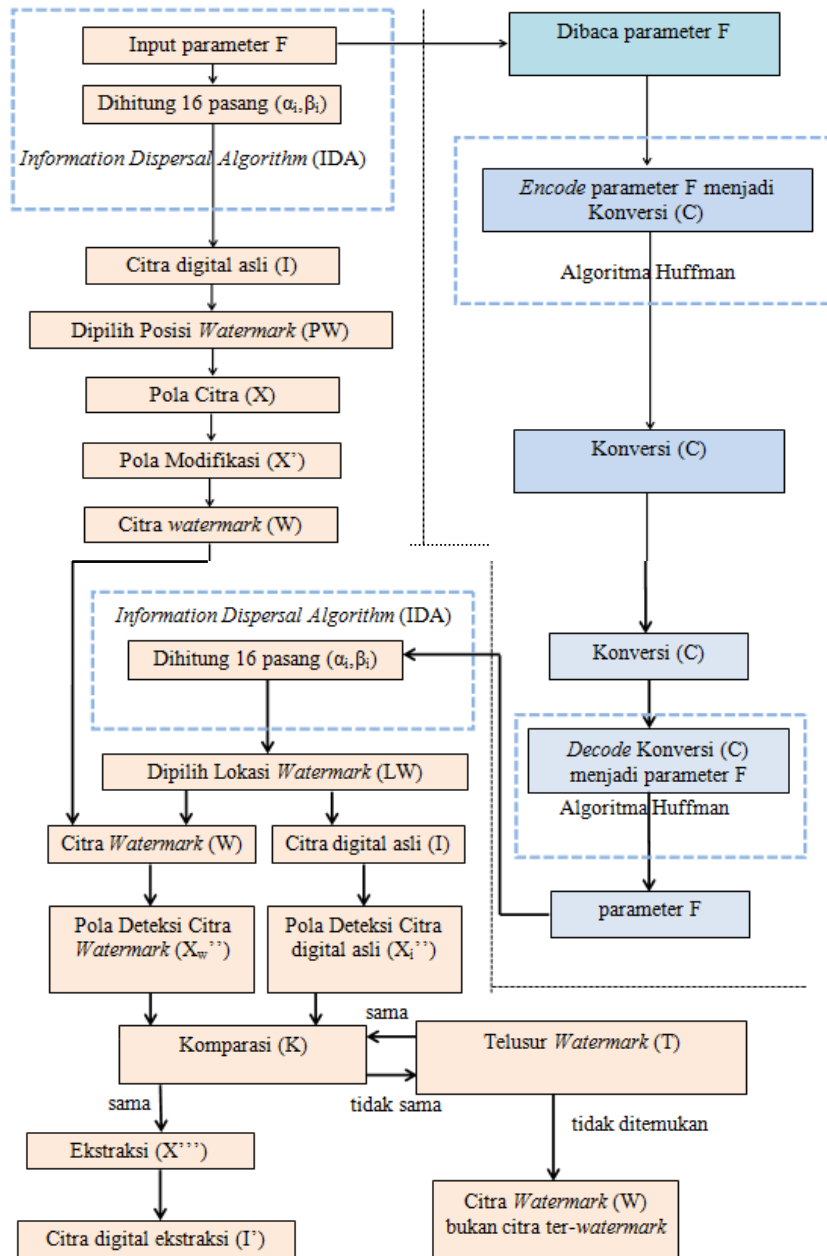 Input parameter F
Dibaca parameter F
Dihitung 16 pasang (αᵢ,βᵢ)
Information Dispersal Algorithm (IDA)
Encode parameter F menjadi
Konversi (C)
Algoritma Huffman
Citra digital asli (I)
Dipilih Posisi Watermark (PW)
Pola Citra (X)
Pola Modifikasi (X’)
Citra watermark (W)
Konversi (C)
Information Dispersal Algorithm (IDA)
Dihitung 16 pasang (αᵢ,βᵢ)
Konversi (C)
Decode Konversi (C)
menjadi parameter F
Algoritma Huffman
parameter F
Dipilih Lokasi Watermark (LW)
Citra Watermark (W)
Citra digital asli (I)
Pola Deteksi Citra
Watermark (X_w’’)
Pola Deteksi Citra
digital asli (Xᵢ’’)
Komparasi (K)
sama
Telusur Watermark (T)
tidak sama
sama
tidak ditemukan
Ekstraksi (X’’’)
Citra digital ekstraksi (I’)
Citra Watermark (W)
bukan citra ter-watermark